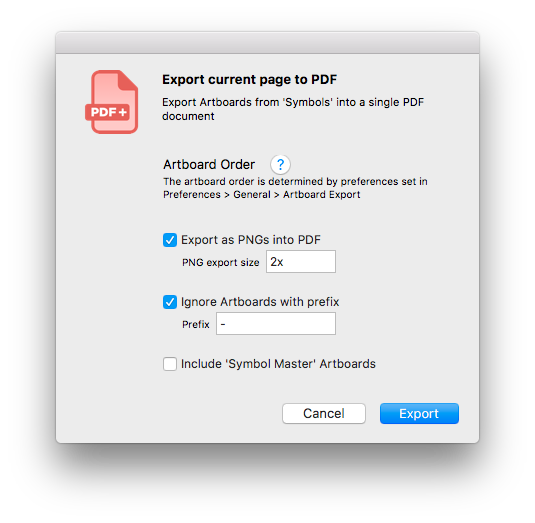 PDF+
Export current page to PDF
Export Artboards from 'Symbols' into a single PDF
document
Artboard Order ?
The artboard order is determined by preferences set in
Preferences > General > Artboard Export
Export as PNGs into PDF
PNG export size 2x
Ignore Artboards with prefix
Prefix -
Include 'Symbol Master' Artboards
Cancel Export